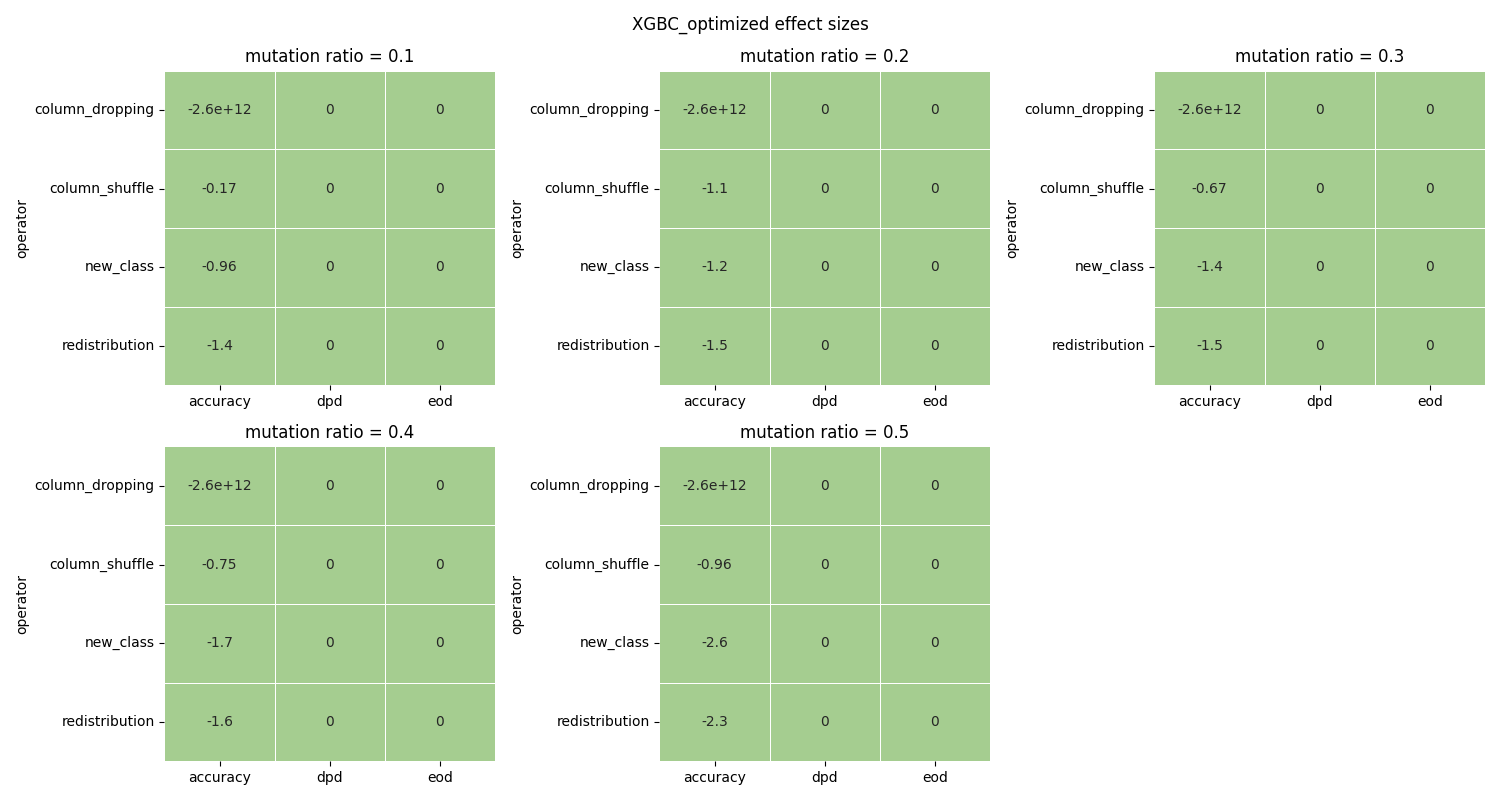 XGBC_optimized effect sizes
mutation ratio = 0.1
operator
column_dropping -2.6e+12 0 0
column_shuffle -0.17 0 0
new_class -0.96 0 0
redistribution -1.4 0 0
accuracy dpd eod
mutation ratio = 0.2
operator
column_dropping -2.6e+12 0 0
column_shuffle -1.1 0 0
new_class -1.2 0 0
redistribution -1.5 0 0
accuracy dpd eod
mutation ratio = 0.3
operator
column_dropping -2.6e+12 0 0
column_shuffle -0.67 0 0
new_class -1.4 0 0
redistribution -1.5 0 0
accuracy dpd eod
mutation ratio = 0.4
operator
column_dropping -2.6e+12 0 0
column_shuffle -0.75 0 0
new_class -1.7 0 0
redistribution -1.6 0 0
accuracy dpd eod
mutation ratio = 0.5
operator
column_dropping -2.6e+12 0 0
column_shuffle -0.96 0 0
new_class -2.6 0 0
redistribution -2.3 0 0
accuracy dpd eod